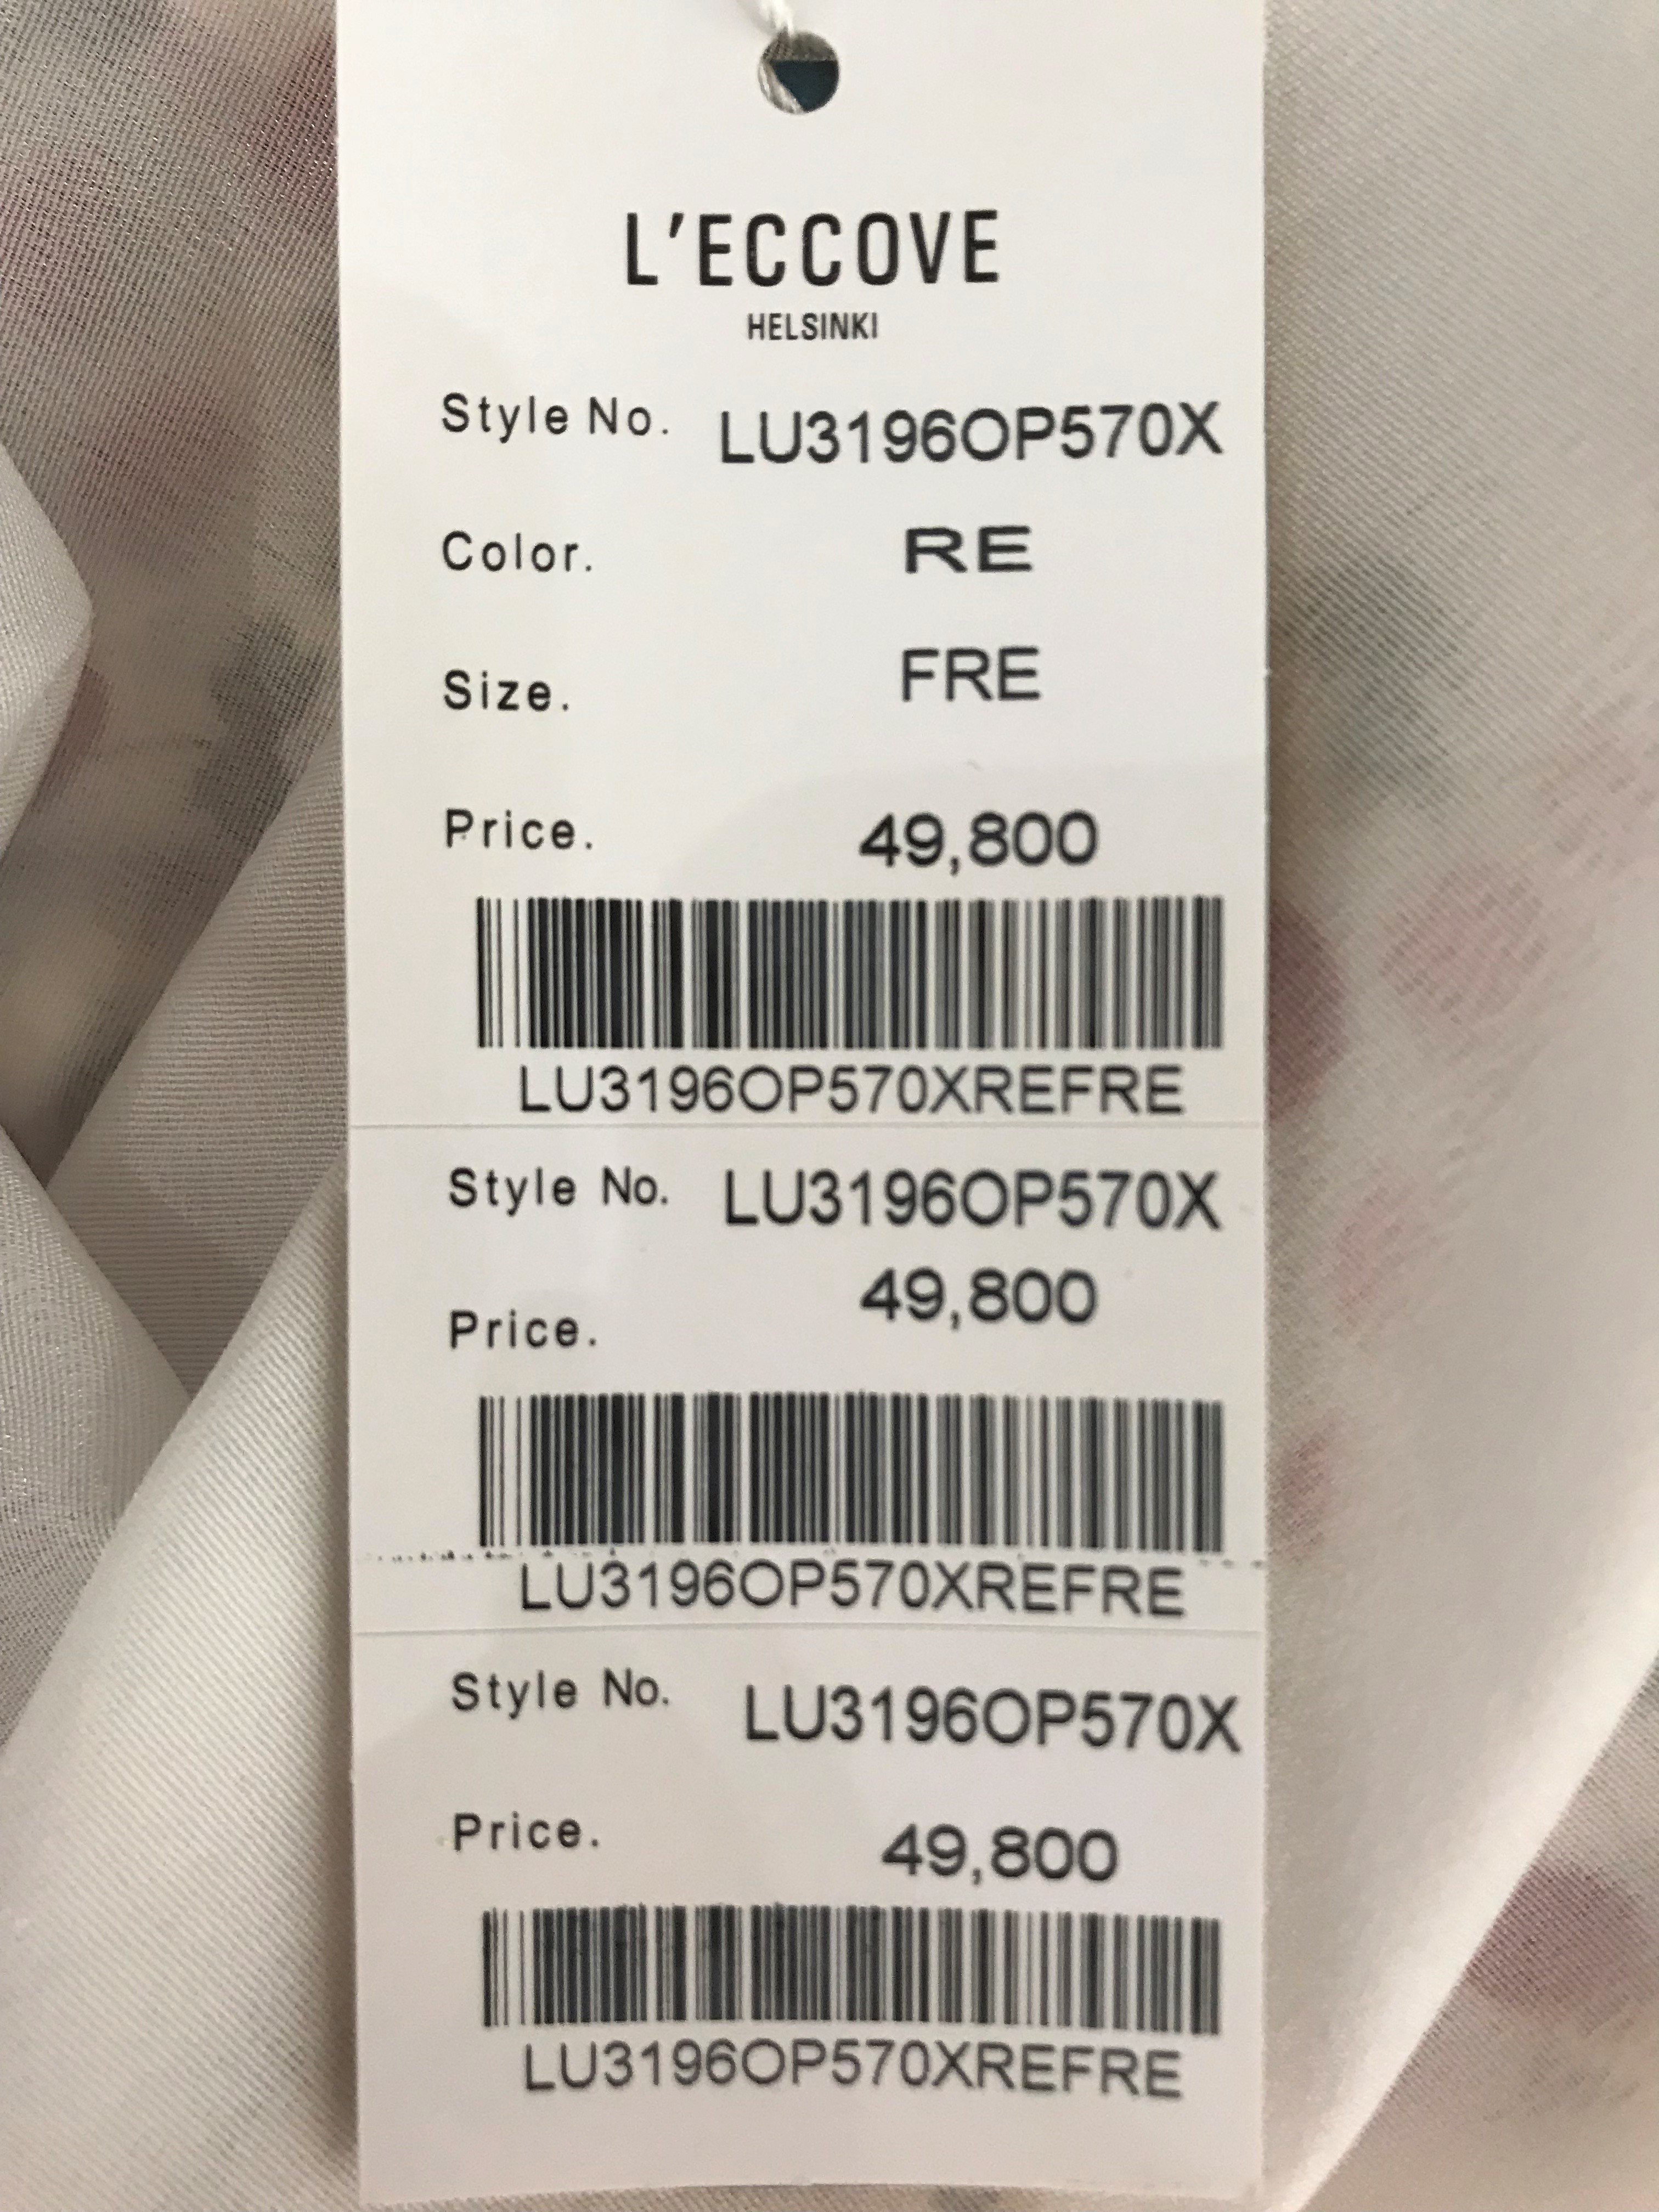 L'ECCOVE
HELSINKI
Style No. LU3196OP570X
Color. RE
Size. FRE
Price. 49,800
LU3196OP570XREFRE
Style No. LU3196OP570X
Price. 49,800
LU3196OP570XREFRE
Style No. LU3196OP570X
Price. 49,800
LU3196OP570XREFRE